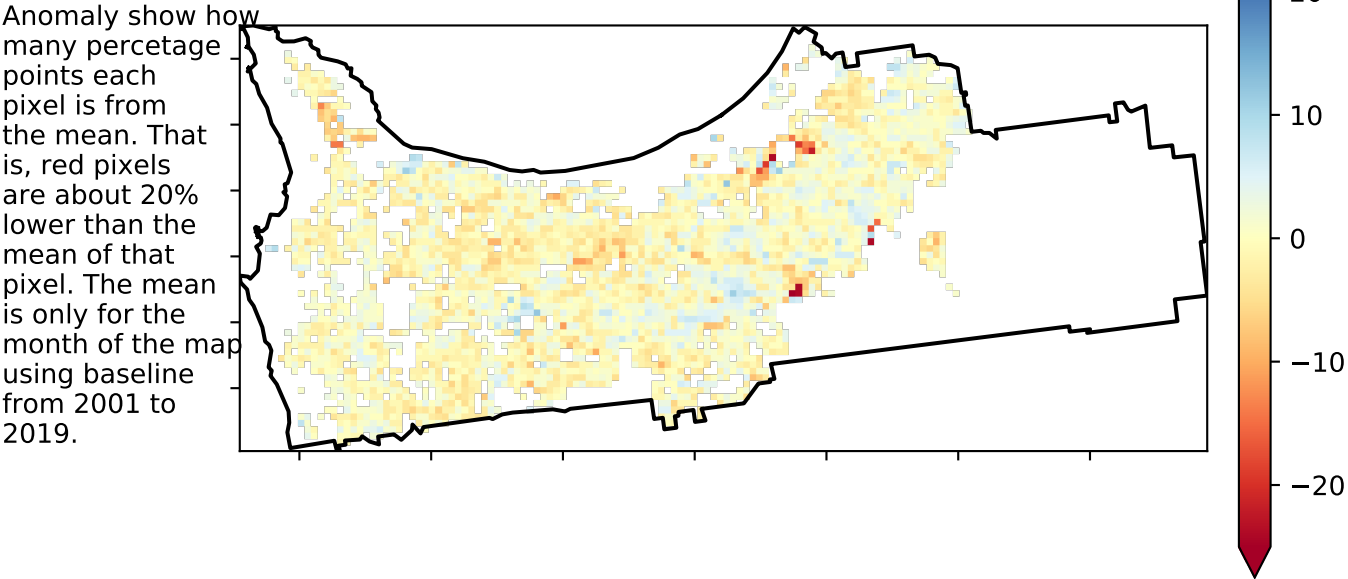 Anomaly show how
many percetage
points each
pixel is from
the mean. That
is, red pixels
are about 20%
lower than the
mean of that
pixel. The mean
is only for the
month of the map
using baseline
from 2001 to
2019.
10
0
−10
−20